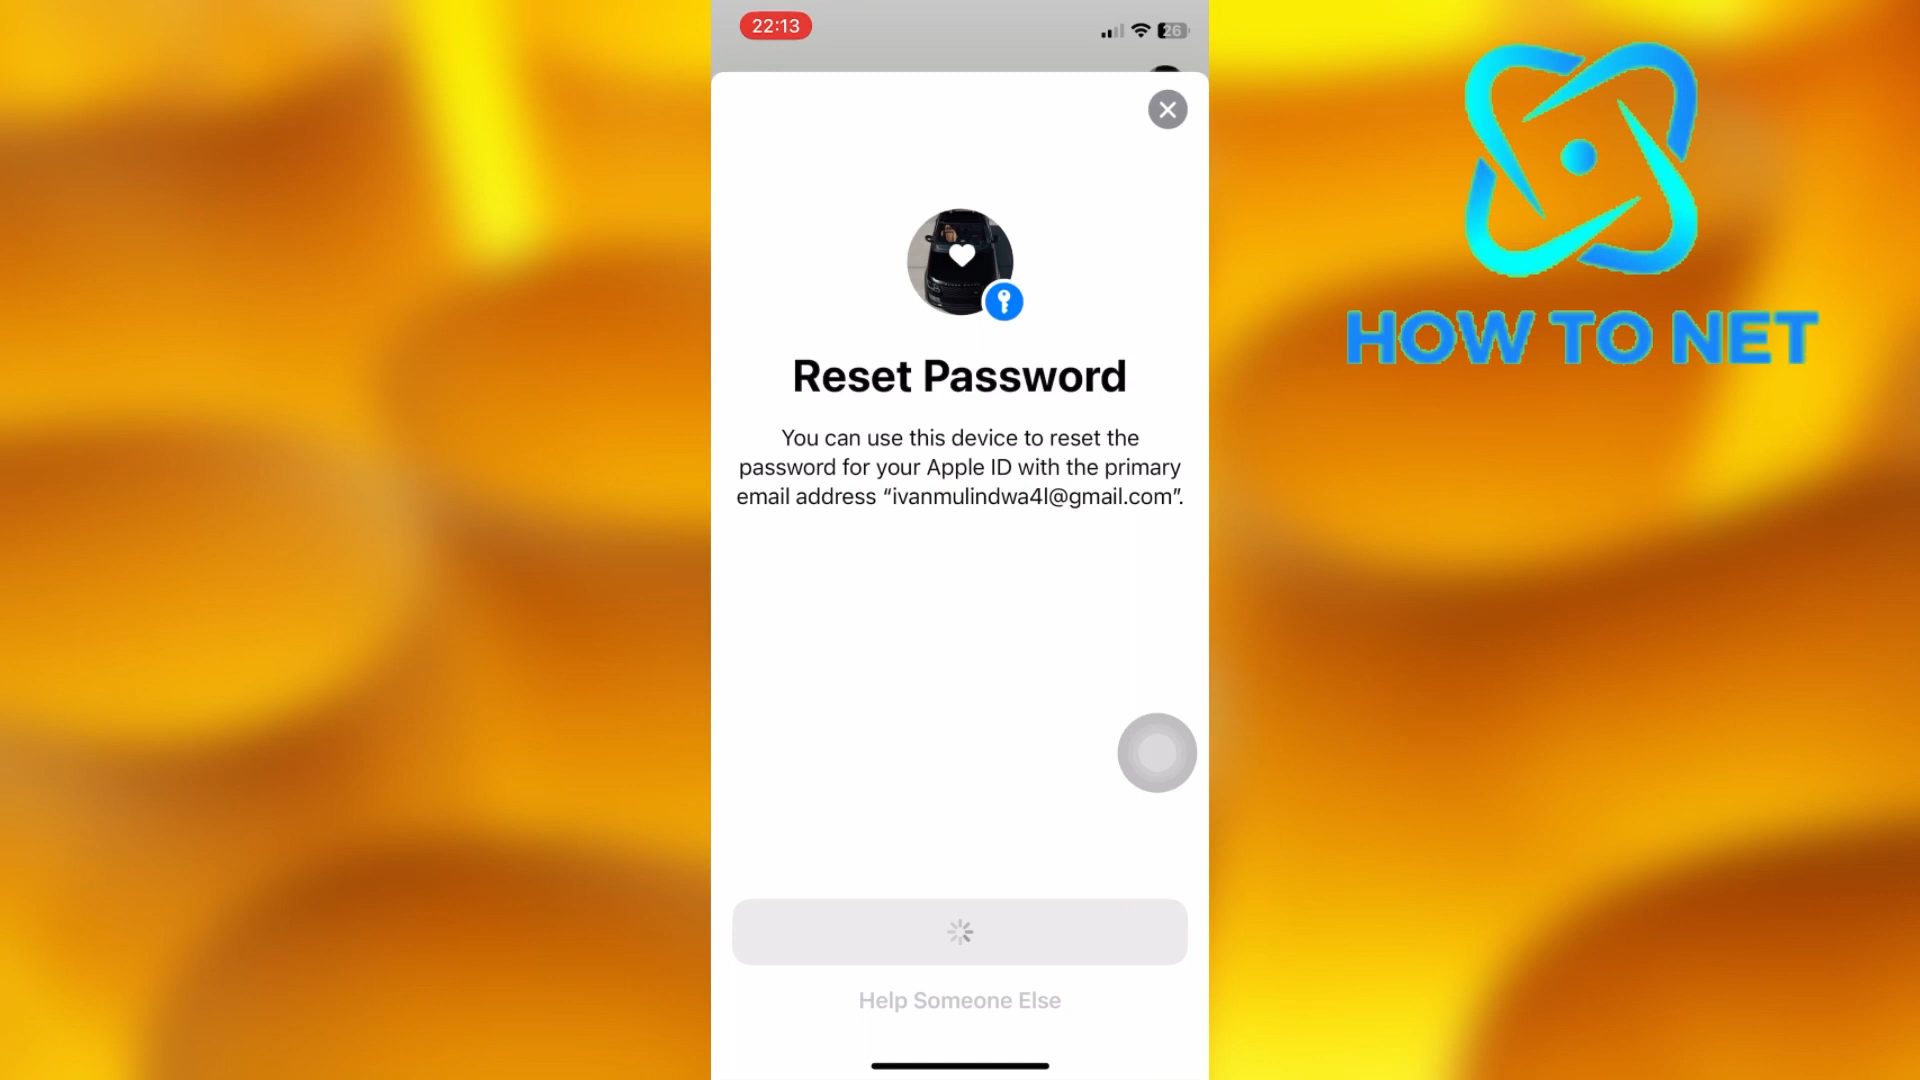 22:13
26
HOW TO NET
Reset Password
You can use this device to reset the
password for your Apple ID with the primary
email address “ivanmulindwa4l@gmail.com”.
Help Someone Else